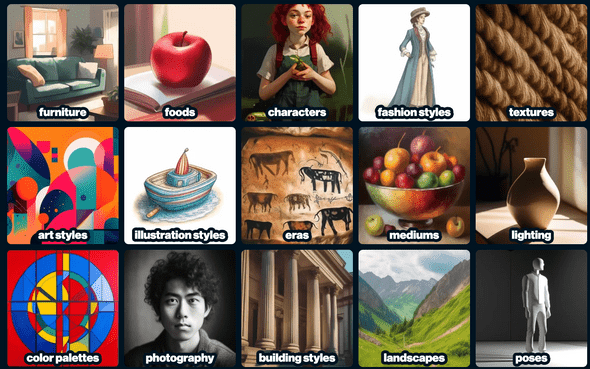 furniture
foods
characters
fashion styles
textures
art styles
illustration styles
eras
mediums
lighting
color palettes
photography
building styles
landscapes
poses